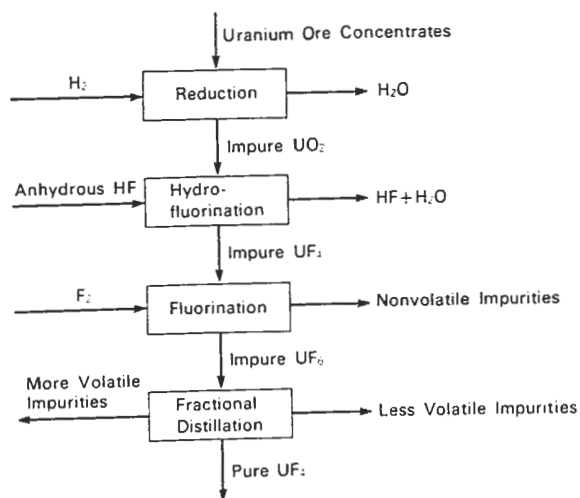 Uranium Ore Concentrates
H₂
Reduction
H₂O
Impure UO₂
Anhydrous HF
Hydro-
fluorination
HF+H₂O
Impure UF₄
F₂
Fluorination
Nonvolatile Impurities
Impure UF₆
More Volatile
Impurities
Fractional
Distillation
Less Volatile Impurities
Pure UF